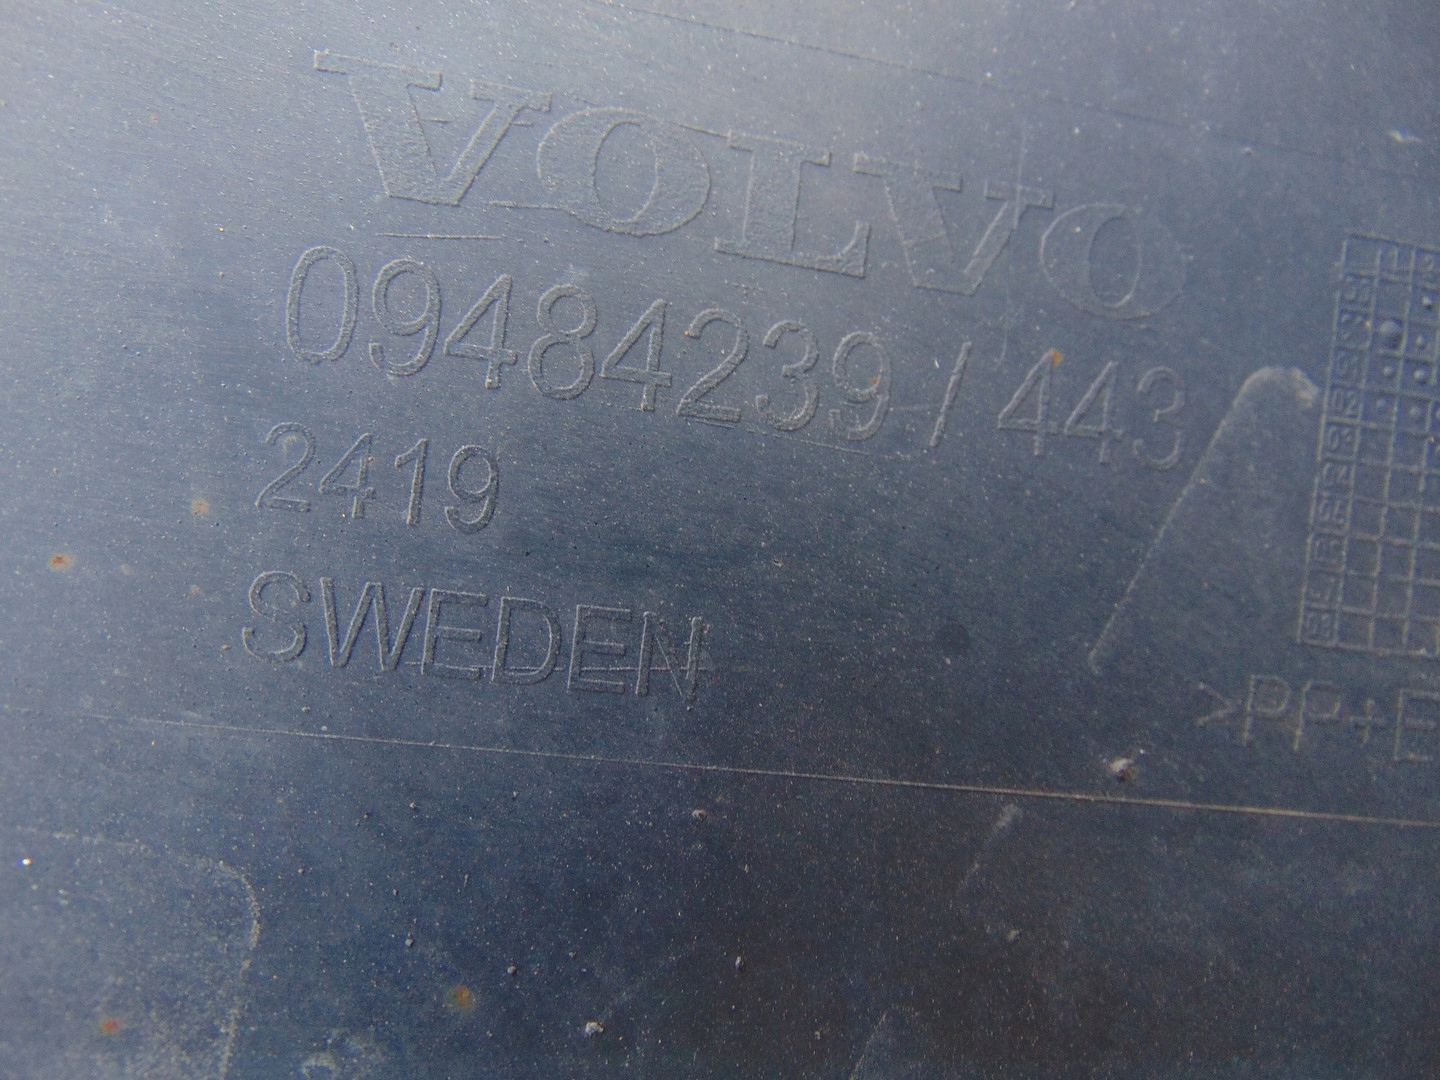 VOLVO
09484239 / 443
2419
SWEDEN
>PP+E